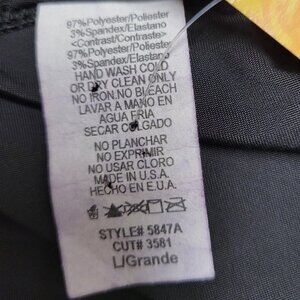 97% Polyester/Poliester
3% Spandex/Elastano
<Contrast/Contraste>
97% Polyester/Poliester
3% Spandex/Elastano
HAND WASH COLD
OR DRY CLEAN ONLY
NO IRON.NO BLEACH
LAVAR A MANO EN
AGUA FRIA
SECAR COLGADO
NO PLANCHAR
NO EXPRIMIR
NO USAR CLORO
MADE IN U.S.A.
HECHO EN E.U.A.
STYLE# 5847A
CUT# 3581
L/Grande